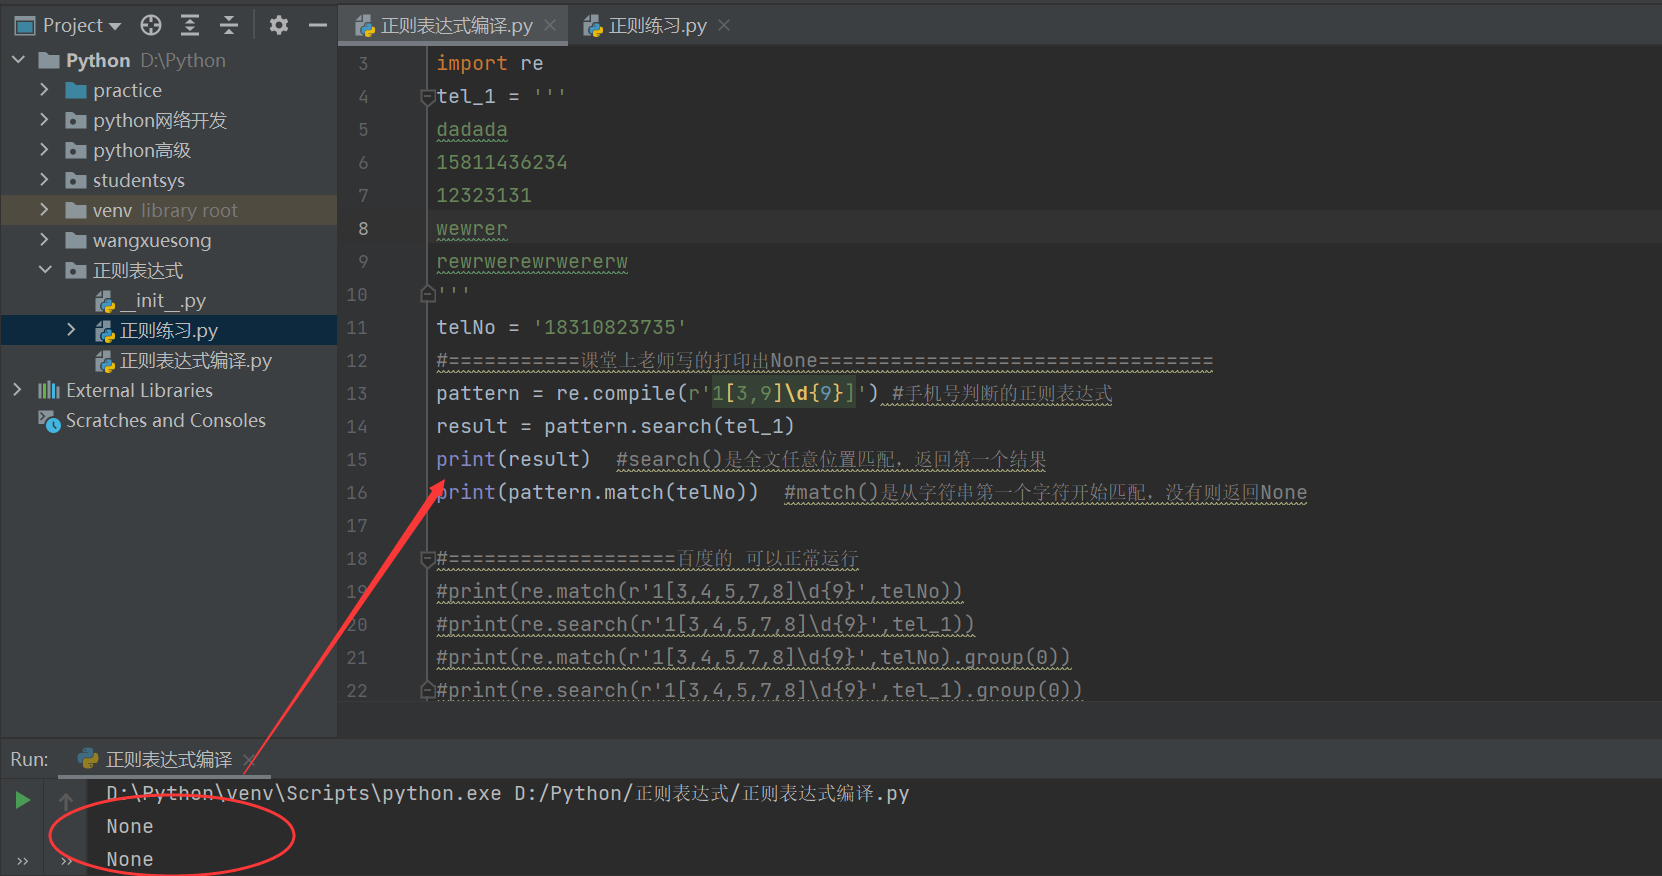 Project
正则表达式编译.py
正则练习.py
Python D:\Python
practice
python网络开发
python高级
studentsys
venv library root
wangxuesong
正则表达式
__init__.py
正则练习.py
正则表达式编译.py
External Libraries
Scratches and Consoles
3 import re
4 tel_1 = '''
5 dadada
6 15811436234
7 12323131
8 wewrer
9 rewrwerewrwererw
10 '''
11 telNo = '18310823735'
12 #===========课堂上老师写的打印出None=================================
13 pattern = re.compile(r'1[3,9]\d{9}]') #手机号判断的正则表达式
14 result = pattern.search(tel_1)
15 print(result)  #search()是全文任意位置匹配，返回第一个结果
16 print(pattern.match(telNo))  #match()是从字符串第一个字符开始匹配，没有则返回None
17
18 #===================百度的 可以正常运行
19 #print(re.match(r'1[3,4,5,7,8]\d{9}',telNo))
20 #print(re.search(r'1[3,4,5,7,8]\d{9}',tel_1))
21 #print(re.match(r'1[3,4,5,7,8]\d{9}',telNo).group(0))
22 #print(re.search(r'1[3,4,5,7,8]\d{9}',tel_1).group(0))
Run: 正则表达式编译
D:\Python\venv\Scripts\python.exe D:/Python/正则表达式/正则表达式编译.py
None
None